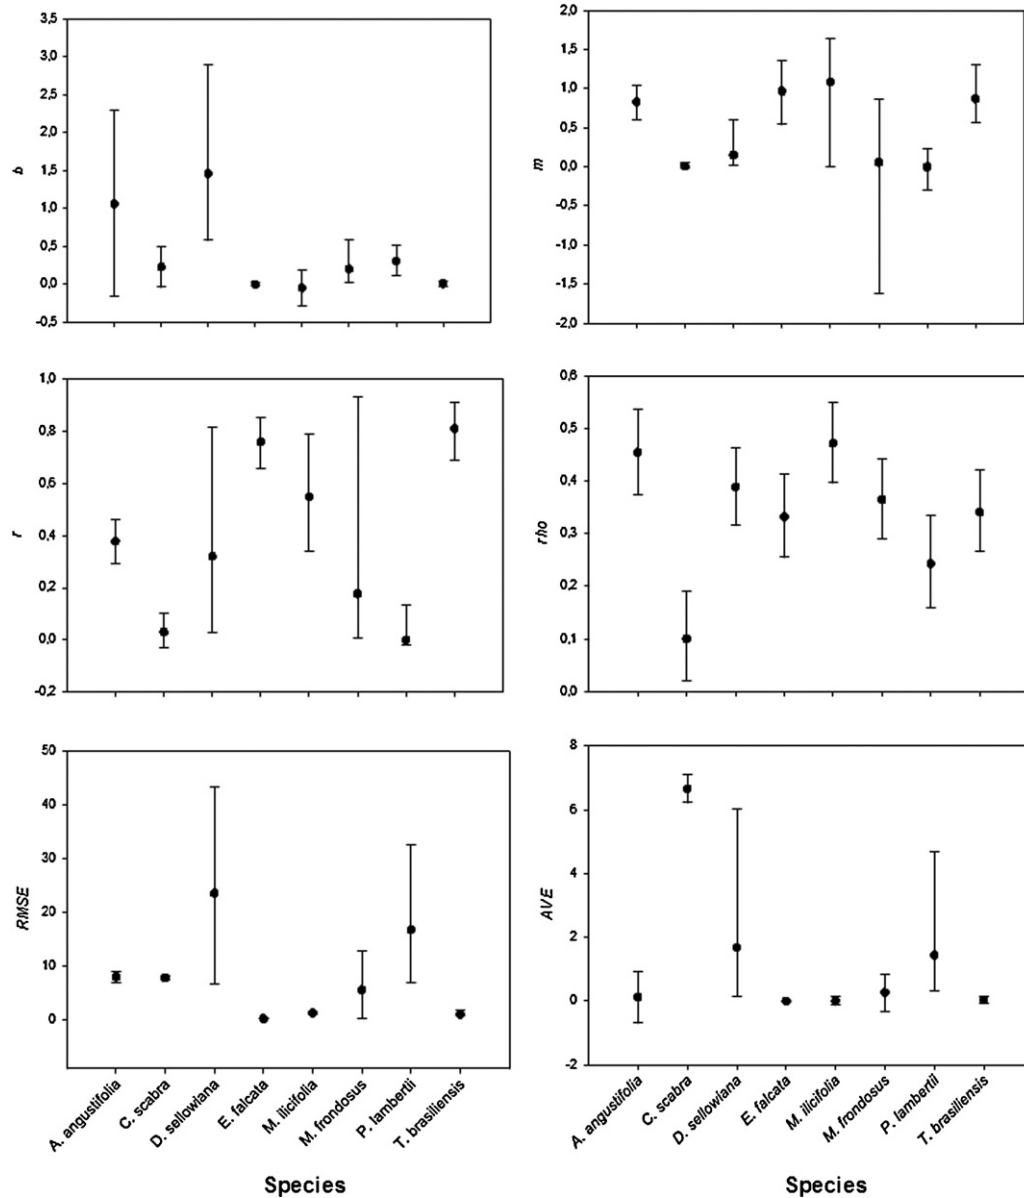 3,5
3,0
2,5
2,0
1,5
1,0
0,5
0,0
-0,5
b
2,0
1,5
1,0
0,5
0,0
-0,5
-1,0
-1,5
-2,0
m
1,0
0,8
0,6
0,4
0,2
0,0
-0,2
r
0,6
0,5
0,4
0,3
0,2
0,1
0,0
rho
50
40
30
20
10
0
RMSE
A. angustifolia
C. scabra
D. sellowiana
E. falcata
M. ilicifolia
M. frondosus
P. lambertii
T. brasiliensis
Species
8
6
4
2
0
-2
AVE
A. angustifolia
C. scabra
D. sellowiana
E. falcata
M. ilicifolia
M. frondosus
P. lambertii
T. brasiliensis
Species